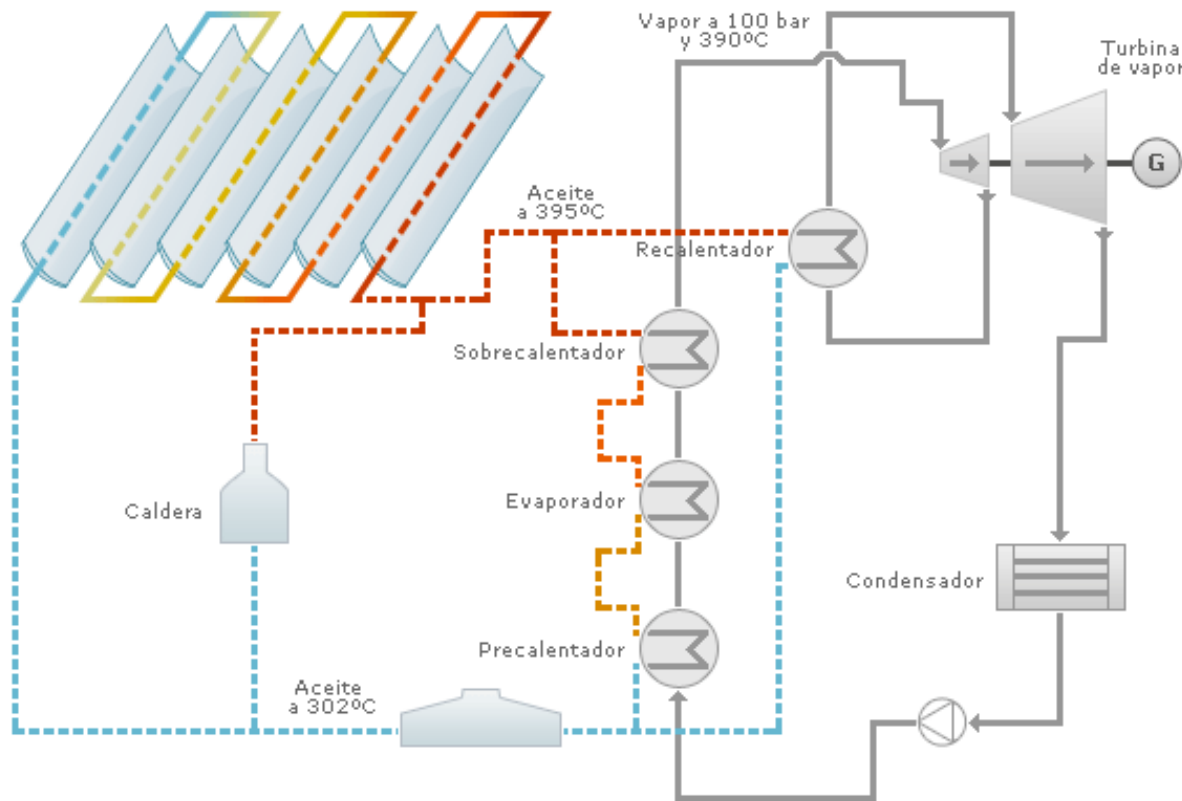 Vapor a 100 bar
y 390ºC
Turbina
de vapor
G
Aceite
a 395ºC
Recalentador
Sobrecalentador
Evaporador
Caldera
Condensador
Precalentador
Aceite
a 302ºC